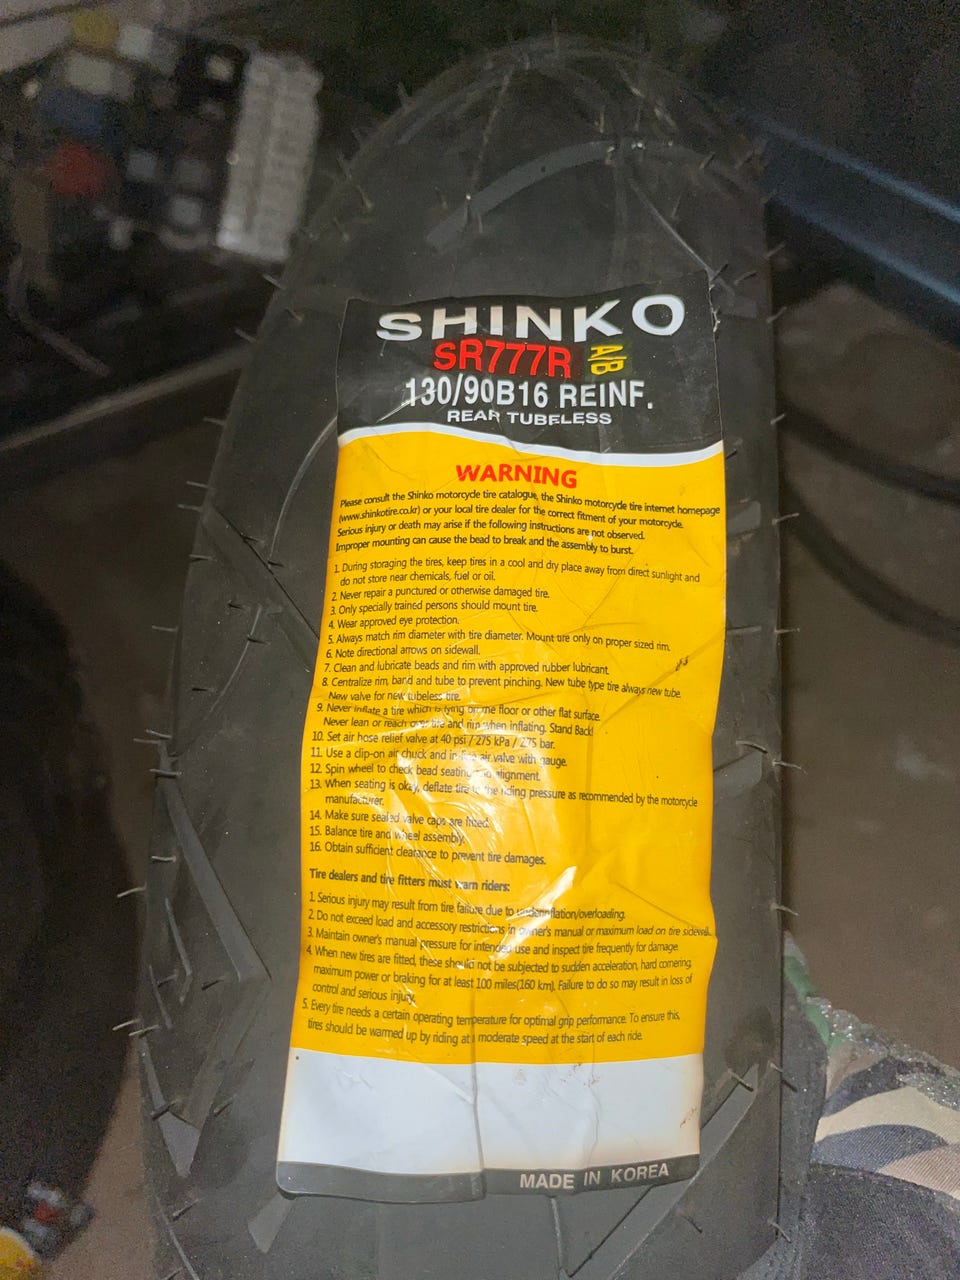 SHINKO
SR777R A/B
130/90B16 REINF.
REAR TUBELESS
WARNING
Please consult the Shinko motorcycle tire catalogue, the Shinko motorcycle tire internet homepage
(www.shinkotire.co.kr) or your local tire dealer for the correct fitment of your motorcycle.
Serious injury or death may arise if the following instructions are not observed.
Improper mounting can cause the bead to break and the assembly to burst.
1. During storaging the tires, keep tires in a cool and dry place away from direct sunlight and
do not store near chemicals, fuel or oil.
2. Never repair a punctured or otherwise damaged tire.
3. Only specially trained persons should mount tire.
4. Wear approved eye protection.
5. Always match rim diameter with tire diameter. Mount tire only on proper sized rim.
6. Note directional arrows on sidewall.
7. Clean and lubricate beads and rim with approved rubber lubricant.
8. Centralize rim, band and tube to prevent pinching. New tube type tire always new tube.
New valve for new tubeless tire.
9. Never inflate a tire which is lying on the floor or other flat surface.
Never lean or reach over tire and rim when inflating. Stand Back!
10. Set air hose relief valve at 40 psi / 275 kPa / 2.75 bar.
11. Use a clip-on air chuck and in-line air valve with gauge.
12. Spin wheel to check bead seating and alignment.
13. When seating is okay, deflate tire to the riding pressure as recommended by the motorcycle
manufacturer.
14. Make sure sealed valve caps are fitted.
15. Balance tire and wheel assembly.
16. Obtain sufficient clearance to prevent tire damages.
Tire dealers and tire fitters must warn riders:
1. Serious injury may result from tire failure due to underinflation/overloading.
2. Do not exceed load and accessory restrictions in owner's manual or maximum load on tire sidewall.
3. Maintain owner's manual pressure for intended use and inspect tire frequently for damage.
4. When new tires are fitted, these should not be subjected to sudden acceleration, hard cornering,
maximum power or braking for at least 100 miles(160 km). Failure to do so may result in loss of
control and serious injury.
5. Every tire needs a certain operating temperature for optimal grip performance. To ensure this,
tires should be warmed up by riding at a moderate speed at the start of each ride.
MADE IN KOREA